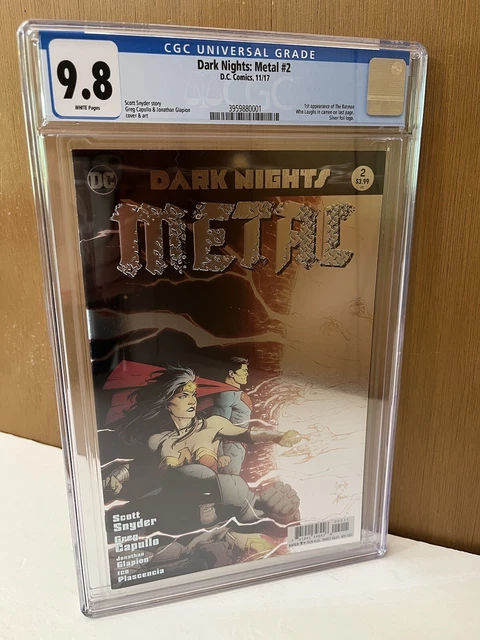 CGC UNIVERSAL GRADE
9.8
WHITE Pages
Dark Nights: Metal #2
D.C. Comics, 11/17
Scott Snyder story
Greg Capullo & Jonathan Glapion
cover & art
3959880001
1st appearance of The Batman
Who Laughs in cameo on last page.
Silver foil logo.
DC
DARK NIGHTS
METAL
2
$3.99
Scott
Snyder
Greg
Capullo
Jonathan
Glapion
FCO
Plascencia